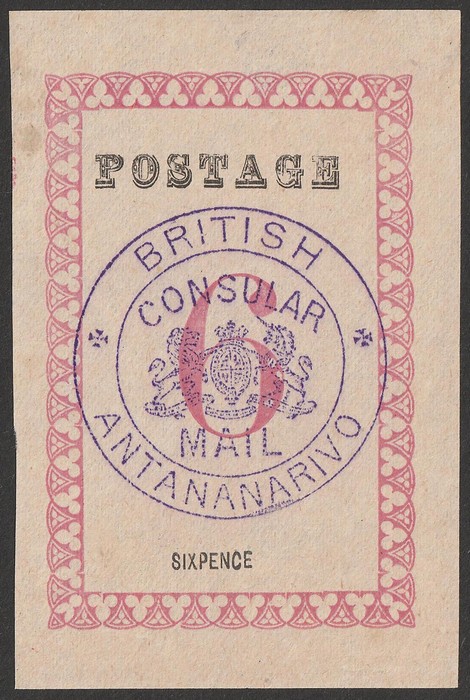 POSTAGE
BRITISH
CONSULAR
6
MAIL
ANTANANARIVO
SIXPENCE